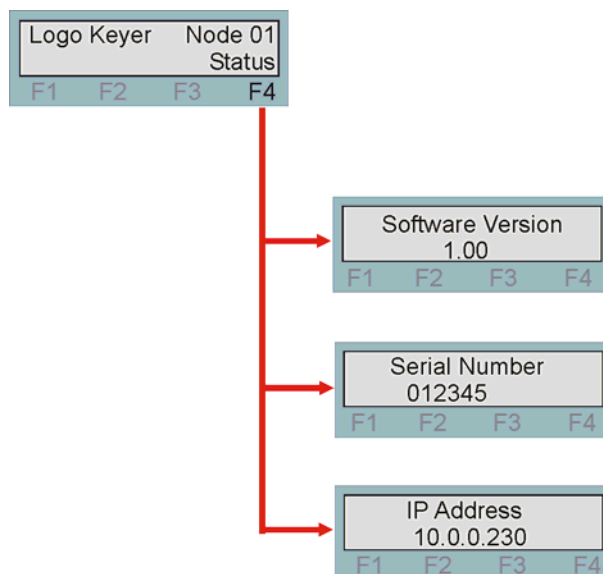 Logo Keyer Node 01
Status
F1 F2 F3 F4
Software Version
1.00
F1 F2 F3 F4
Serial Number
012345
F1 F2 F3 F4
IP Address
10.0.0.230
F1 F2 F3 F4